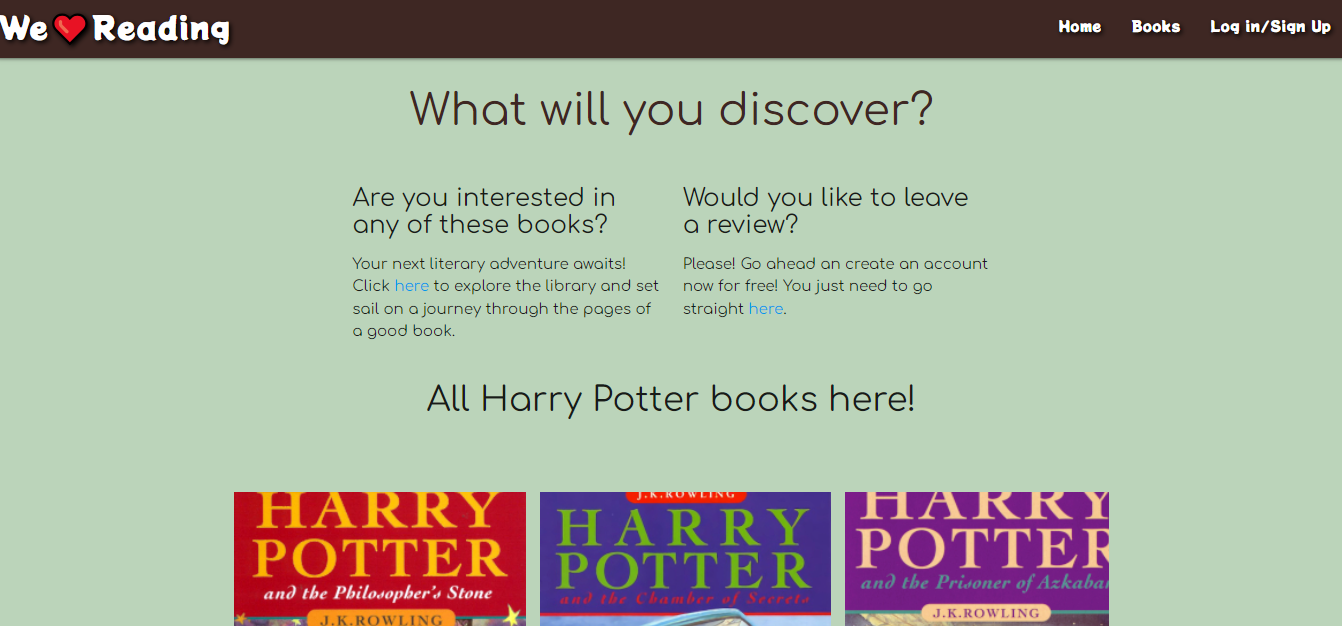 We Reading
Home Books Log in/Sign Up
What will you discover?
Are you interested in
any of these books?
Your next literary adventure awaits!
Click here to explore the library and set
sail on a journey through the pages of
a good book.
Would you like to leave
a review?
Please! Go ahead an create an account
now for free! You just need to go
straight here.
All Harry Potter books here!
HARRY
POTTER
and the Philosopher's Stone
J.K.ROWLING
J.K.ROWLING
HARRY
POTTER
and the Chamber of Secrets
HARRY
POTTER
and the Prisoner of Azkaban
J.K.ROWLING